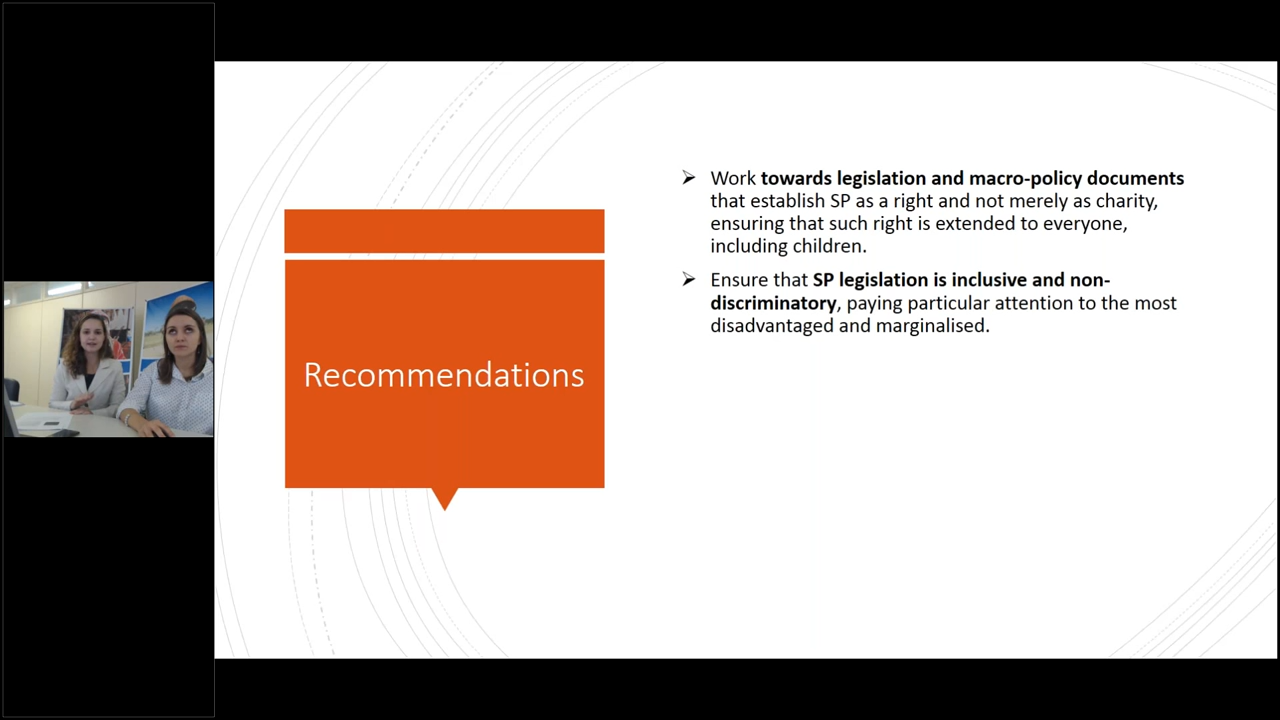 Recommendations
Work towards legislation and macro-policy documents
that establish SP as a right and not merely as charity,
ensuring that such right is extended to everyone,
including children.
Ensure that SP legislation is inclusive and non-
discriminatory, paying particular attention to the most
disadvantaged and marginalised.